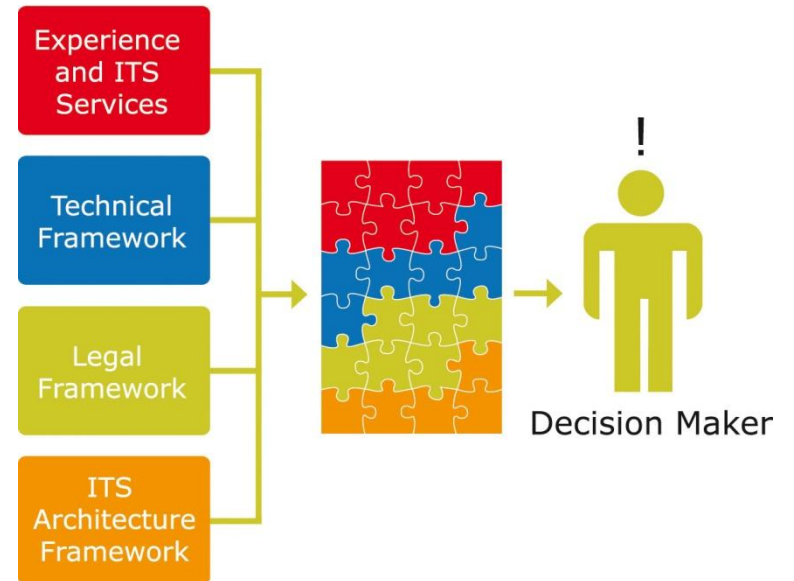 Experience
and ITS
Services
Technical
Framework
Legal
Framework
ITS
Architecture
Framework
!
Decision Maker